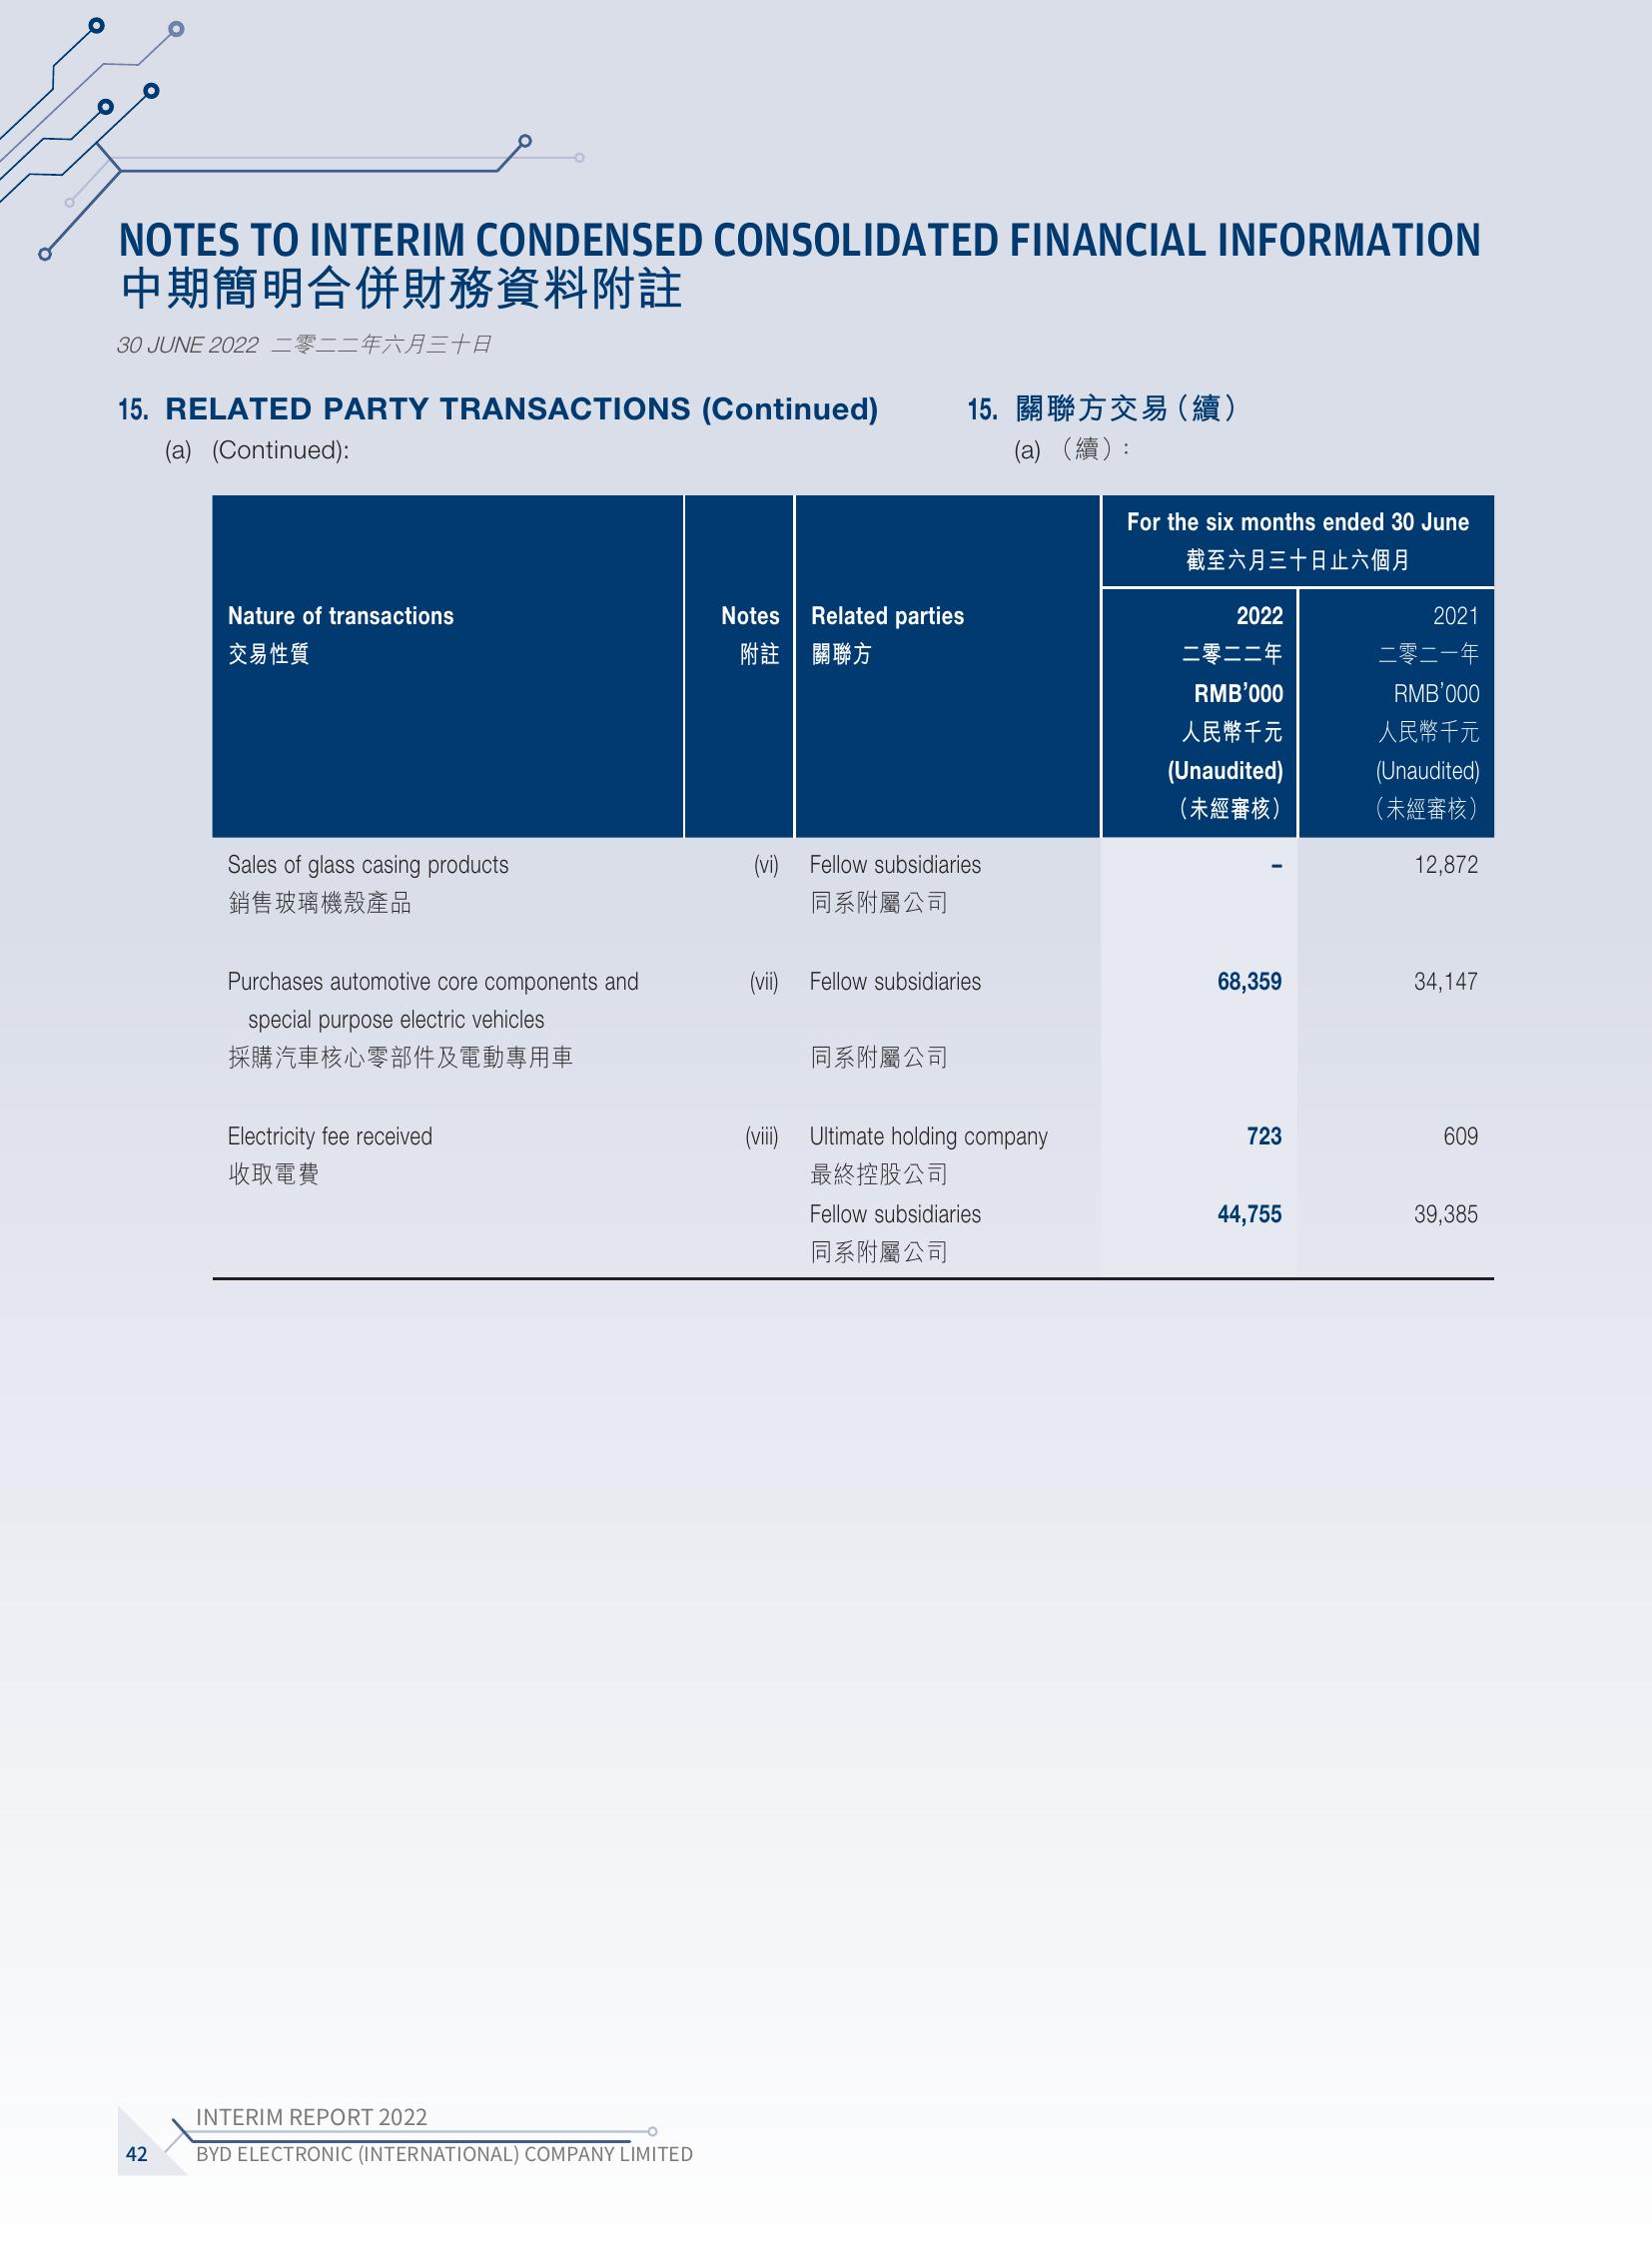 NOTES TO INTERIM CONDENSED CONSOLIDATED FINANCIAL INFORMATION
中期簡明合併財務資料附註
30 JUNE 2022 二零二二年六月三十日
15. RELATED PARTY TRANSACTIONS (Continued)
(a) (Continued):
15. 關聯方交易（續）
(a) （續）：
For the six months ended 30 June
截至六月三十日止六個月
Nature of transactions Notes Related parties 2022 2021
交易性質 附註 關聯方 二零二二年 二零二一年
RMB’000 RMB’000
人民幣千元 人民幣千元
(Unaudited) (Unaudited)
（未經審核） （未經審核）
Sales of glass casing products (vi) Fellow subsidiaries – 12,872
銷售玻璃機殼產品 同系附屬公司
Purchases automotive core components and (vii) Fellow subsidiaries 68,359 34,147
special purpose electric vehicles
採購汽車核心零部件及電動專用車 同系附屬公司
Electricity fee received (viii) Ultimate holding company 723 609
收取電費 最終控股公司
Fellow subsidiaries 44,755 39,385
同系附屬公司
INTERIM REPORT 2022
42 BYD ELECTRONIC (INTERNATIONAL) COMPANY LIMITED